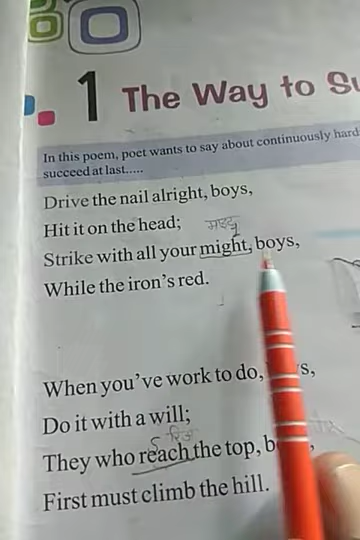 1 The Way to Su
In this poem, poet wants to say about continuously hard
succeed at last.....
Drive the nail alright, boys,
Hit it on the head;
Strike with all your might, boys,
While the iron's red.
When you've work to do, s,
Do it with a will;
They who reach the top, b ,
First must climb the hill.